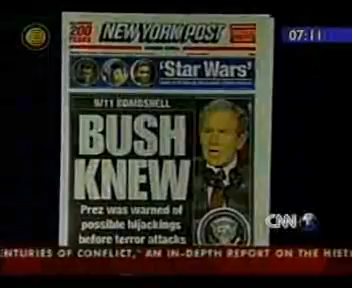 200
YEARS
NEW YORK POST
07:11
'Star Wars'
9/11 BOMBSHELL
BUSH
KNEW
Prez was warned of
possible hijackings
before terror attacks
CNN
ENTURIES OF CONFLICT," AN IN-DEPTH REPORT ON THE HIST